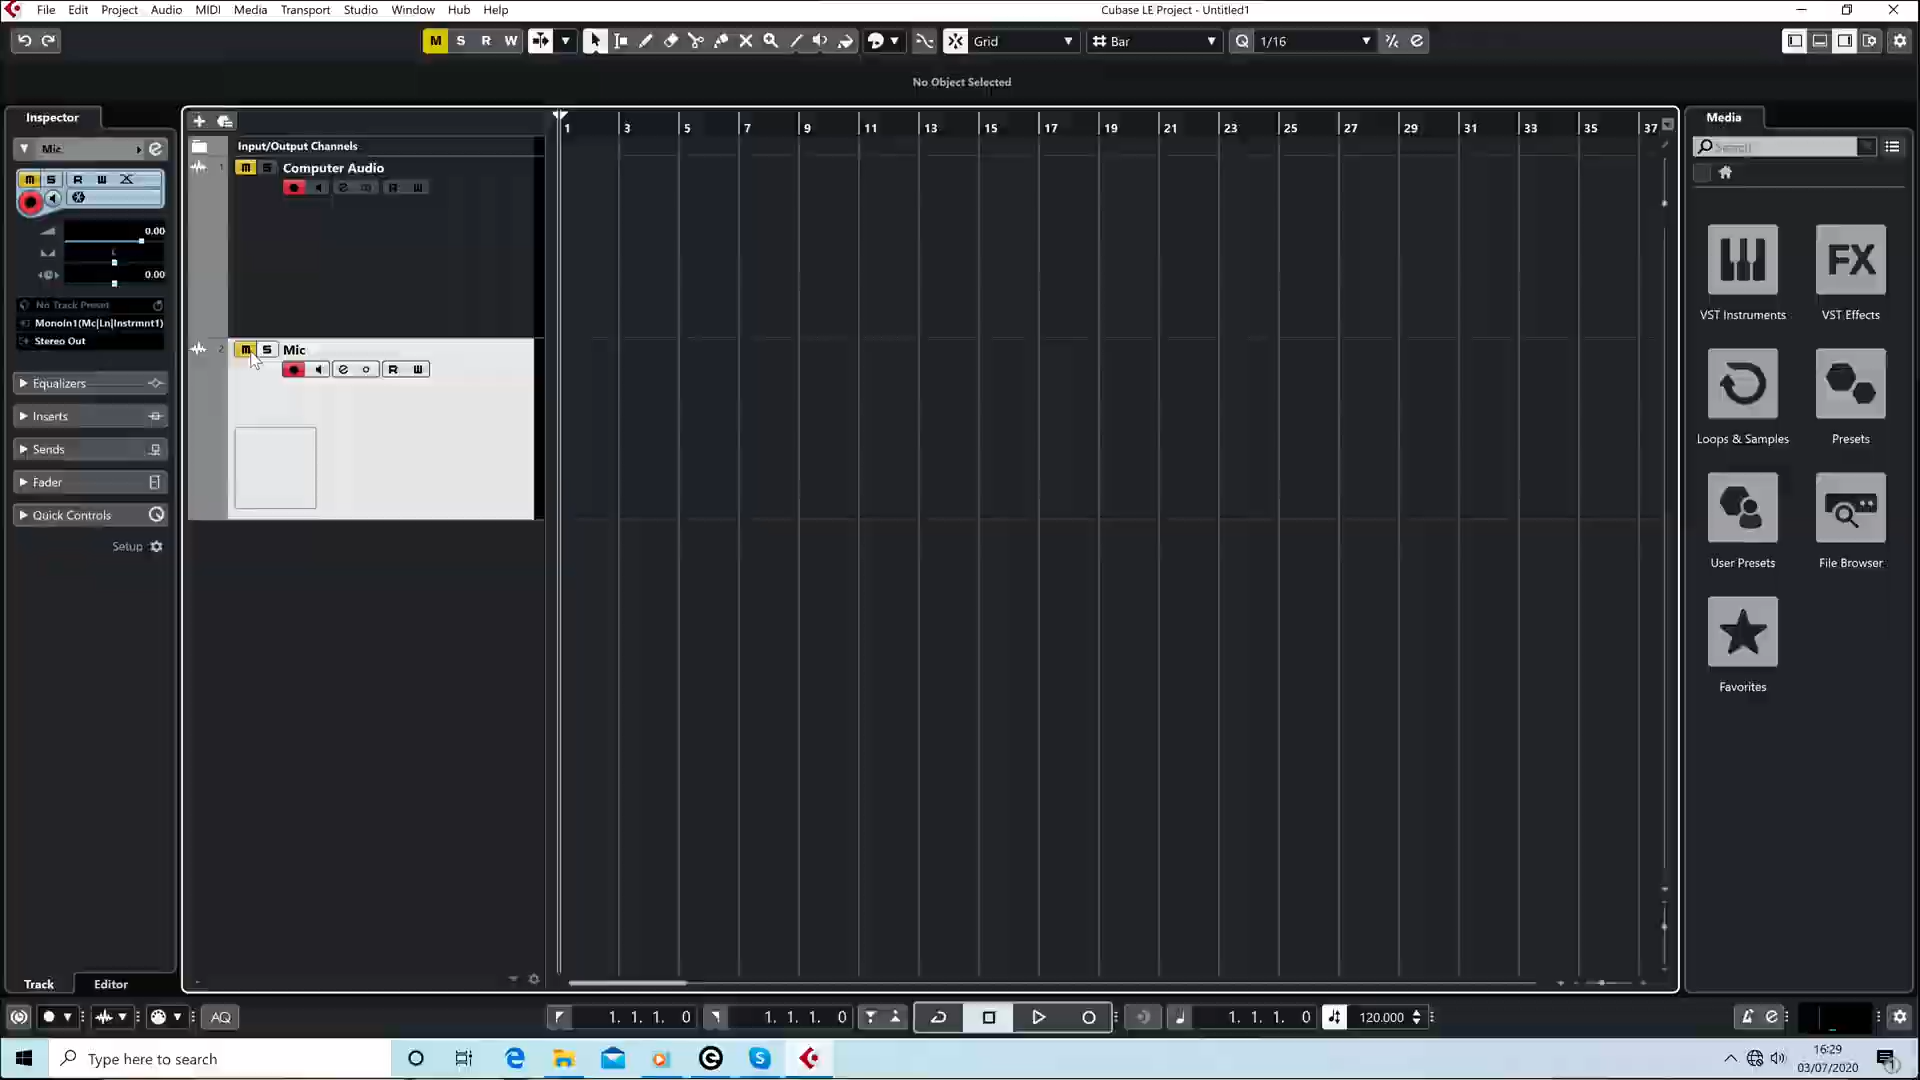 File Edit Project Audio MIDI Media Transport Studio Window Hub Help
Cubase LE Project - Untitled1
M S R W Grid Bar Q 1/16
No Object Selected
Inspector
Mic
m S R W
0.00
L
0.00
No Track Preset
MonoIn1(Mc|Ln|Instrmnt1)
Stereo Out
Equalizers
Inserts
Sends
Fader
Quick Controls
Setup
Track Editor
1 3 5 7 9 11 13 15 17 19 21 23 25 27 29 31 33 35 37
Input/Output Channels
1 m S Computer Audio
e R W
2 m S Mic
e R W
Media
Search
VST Instruments
FX
VST Effects
Loops & Samples
Presets
User Presets
File Browser
Favorites
AQ
1. 1. 1. 0
1. 1. 1. 0
1. 1. 1. 0
120.000
Type here to search
16:29
03/07/2020